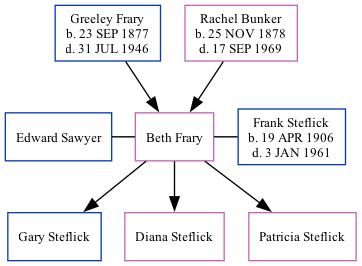 Greeley Frary
b. 23 SEP 1877
d. 31 JUL 1946
Rachel Bunker
b. 25 NOV 1878
d. 17 SEP 1969
Edward Sawyer
Beth Frary
Frank Steflick
b. 19 APR 1906
d. 3 JAN 1961
Gary Steflick
Diana Steflick
Patricia Steflick